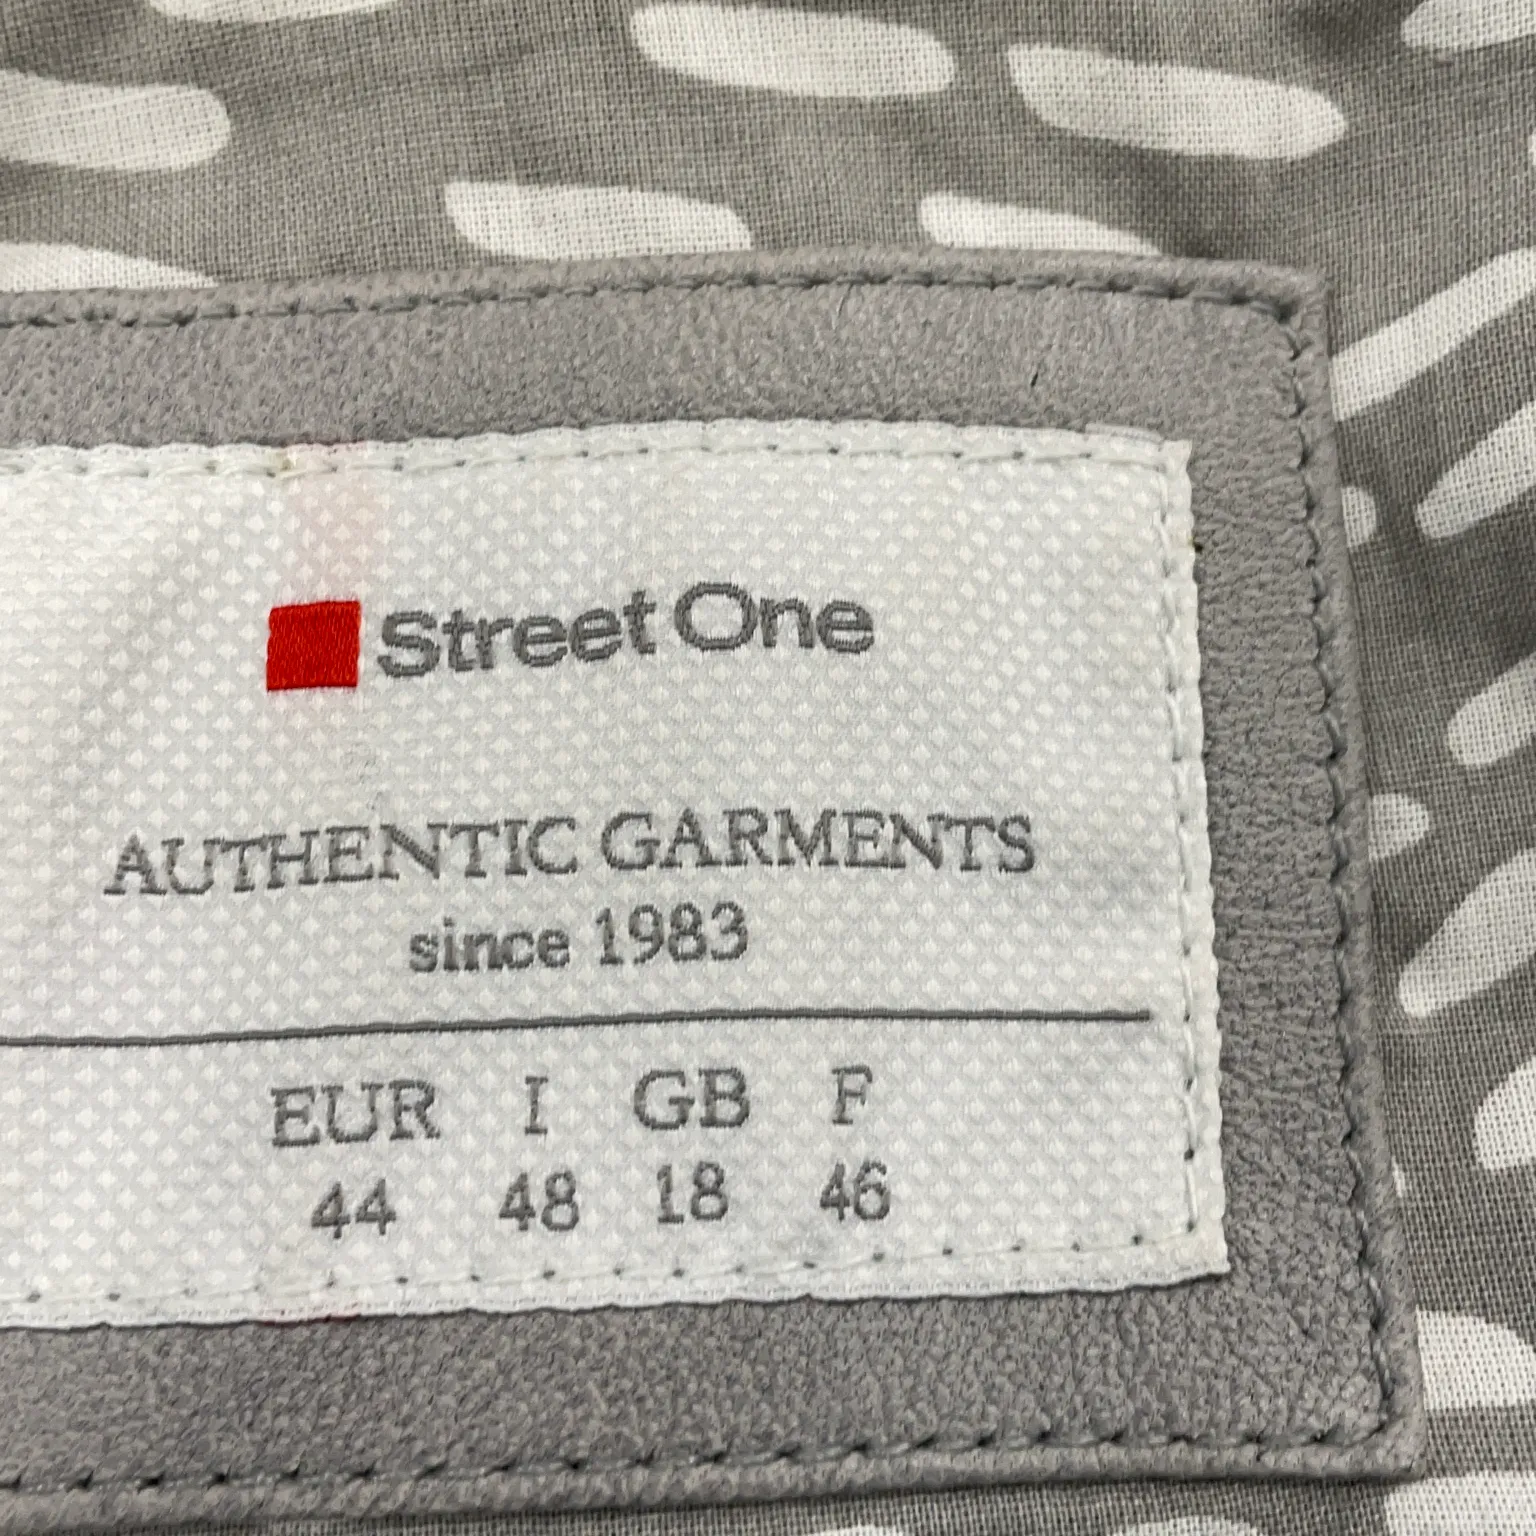 Street One
AUTHENTIC GARMENTS
since 1983
EUR I GB F
44 48 18 46